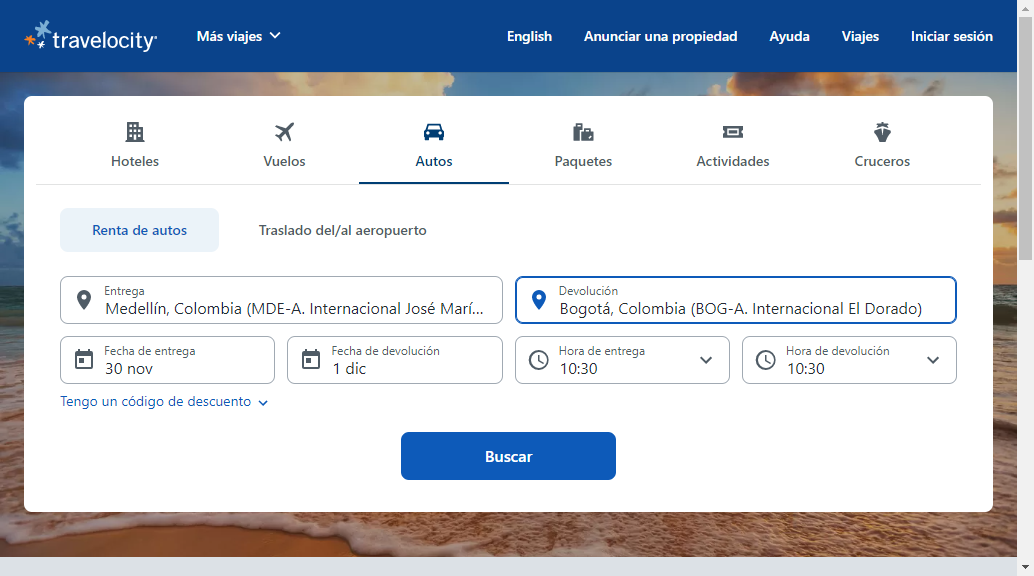 travelocity
Más viajes
English
Anunciar una propiedad
Ayuda
Viajes
Iniciar sesión
Hoteles
Vuelos
Autos
Paquetes
Actividades
Cruceros
Renta de autos
Traslado del/al aeropuerto
Entrega
Medellín, Colombia (MDE-A. Internacional José Marí...
Devolución
Bogotá, Colombia (BOG-A. Internacional El Dorado)
Fecha de entrega
30 nov
Fecha de devolución
1 dic
Hora de entrega
10:30
Hora de devolución
10:30
Tengo un código de descuento
Buscar